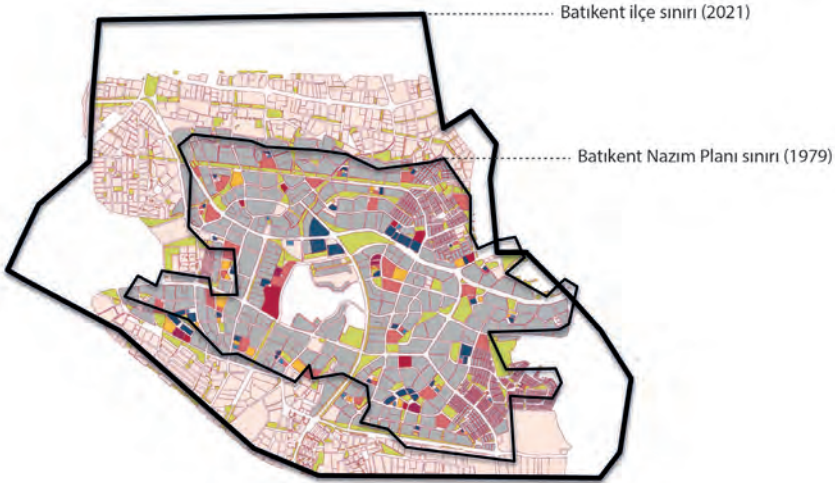 Batıkent ilçe sınırı (2021)
Batıkent Nazım Planı sınırı (1979)